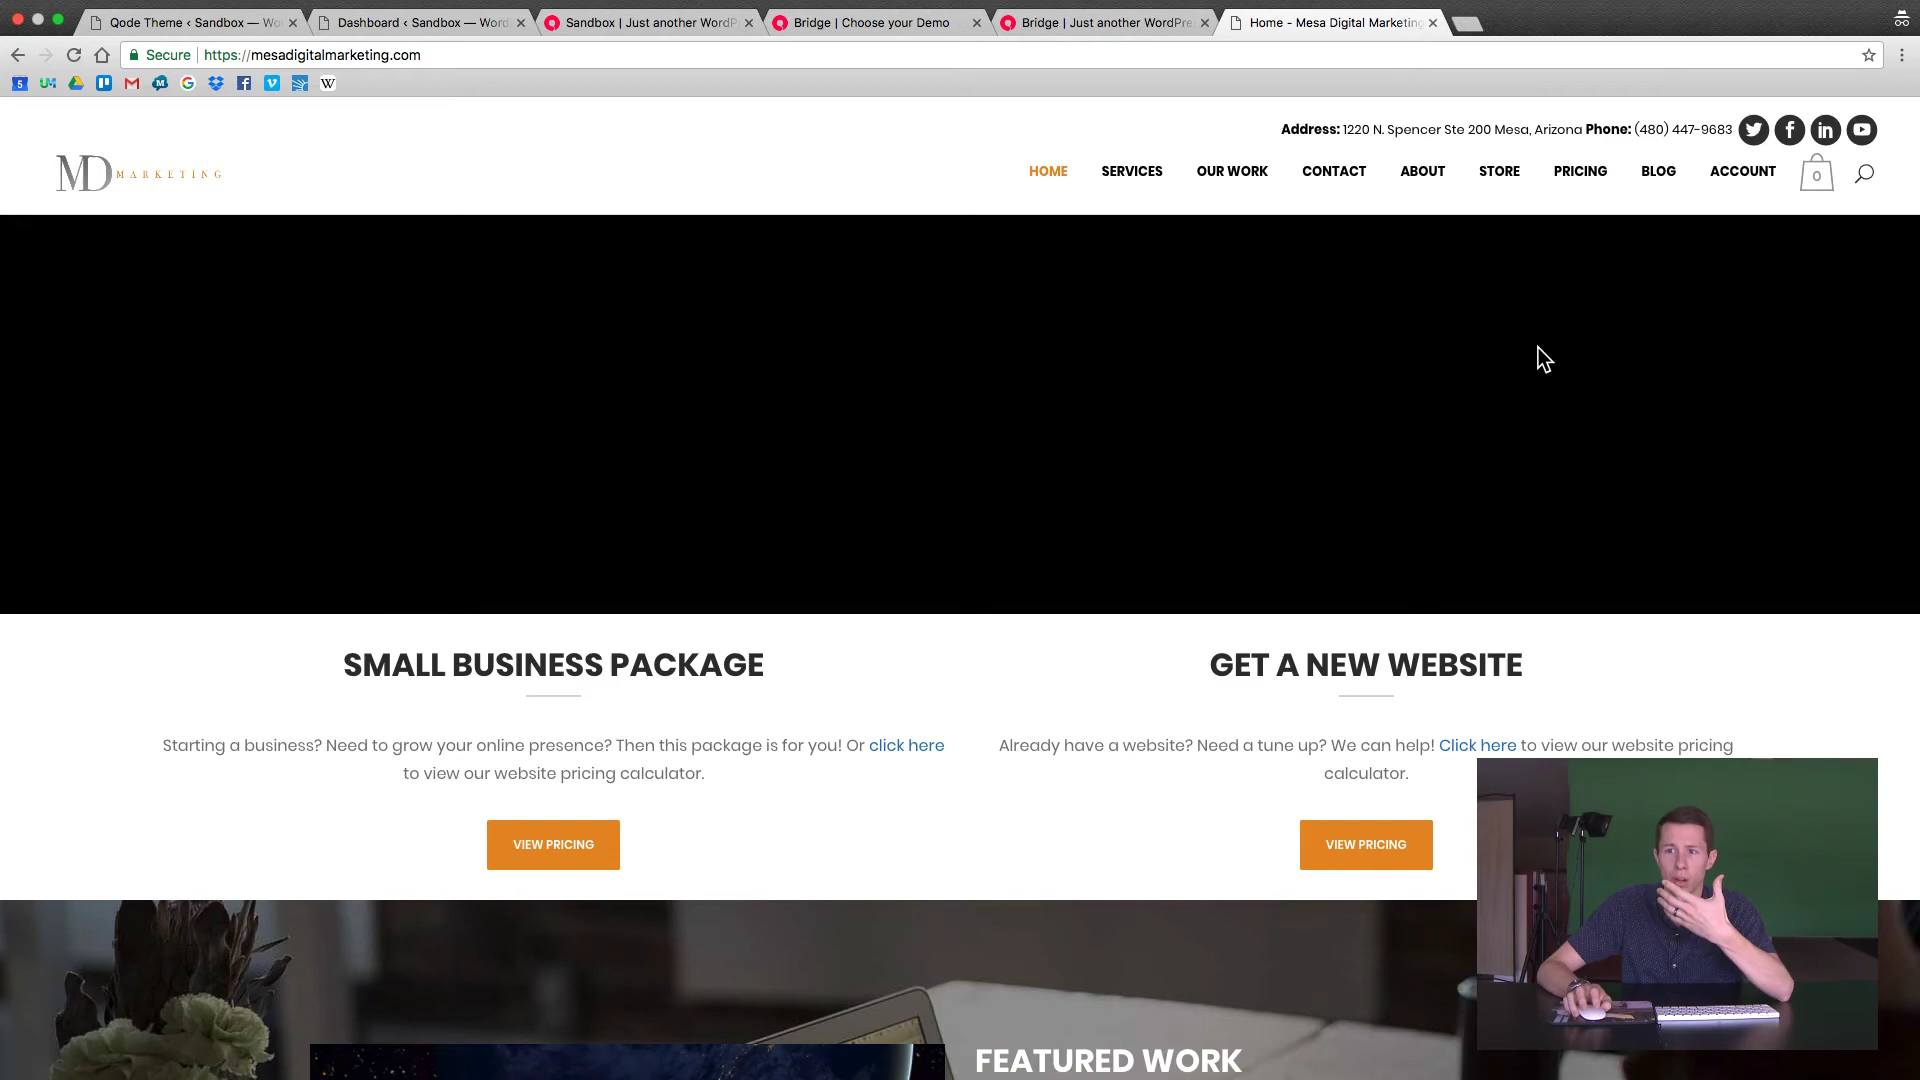 Qode Theme ‹ Sandbox — Wo
Dashboard ‹ Sandbox — Word
Sandbox | Just another WordP
Bridge | Choose your Demo
Bridge | Just another WordPre
Home - Mesa Digital Marketing
Secure
https://mesadigitalmarketing.com
5
M
G
W
Address: 1220 N. Spencer Ste 200 Mesa, Arizona Phone: (480) 447-9683
MD MARKETING
HOME
SERVICES
OUR WORK
CONTACT
ABOUT
STORE
PRICING
BLOG
ACCOUNT
0
SMALL BUSINESS PACKAGE
Starting a business? Need to grow your online presence? Then this package is for you! Or click here
to view our website pricing calculator.
VIEW PRICING
GET A NEW WEBSITE
Already have a website? Need a tune up? We can help! Click here to view our website pricing
calculator.
VIEW PRICING
FEATURED WORK